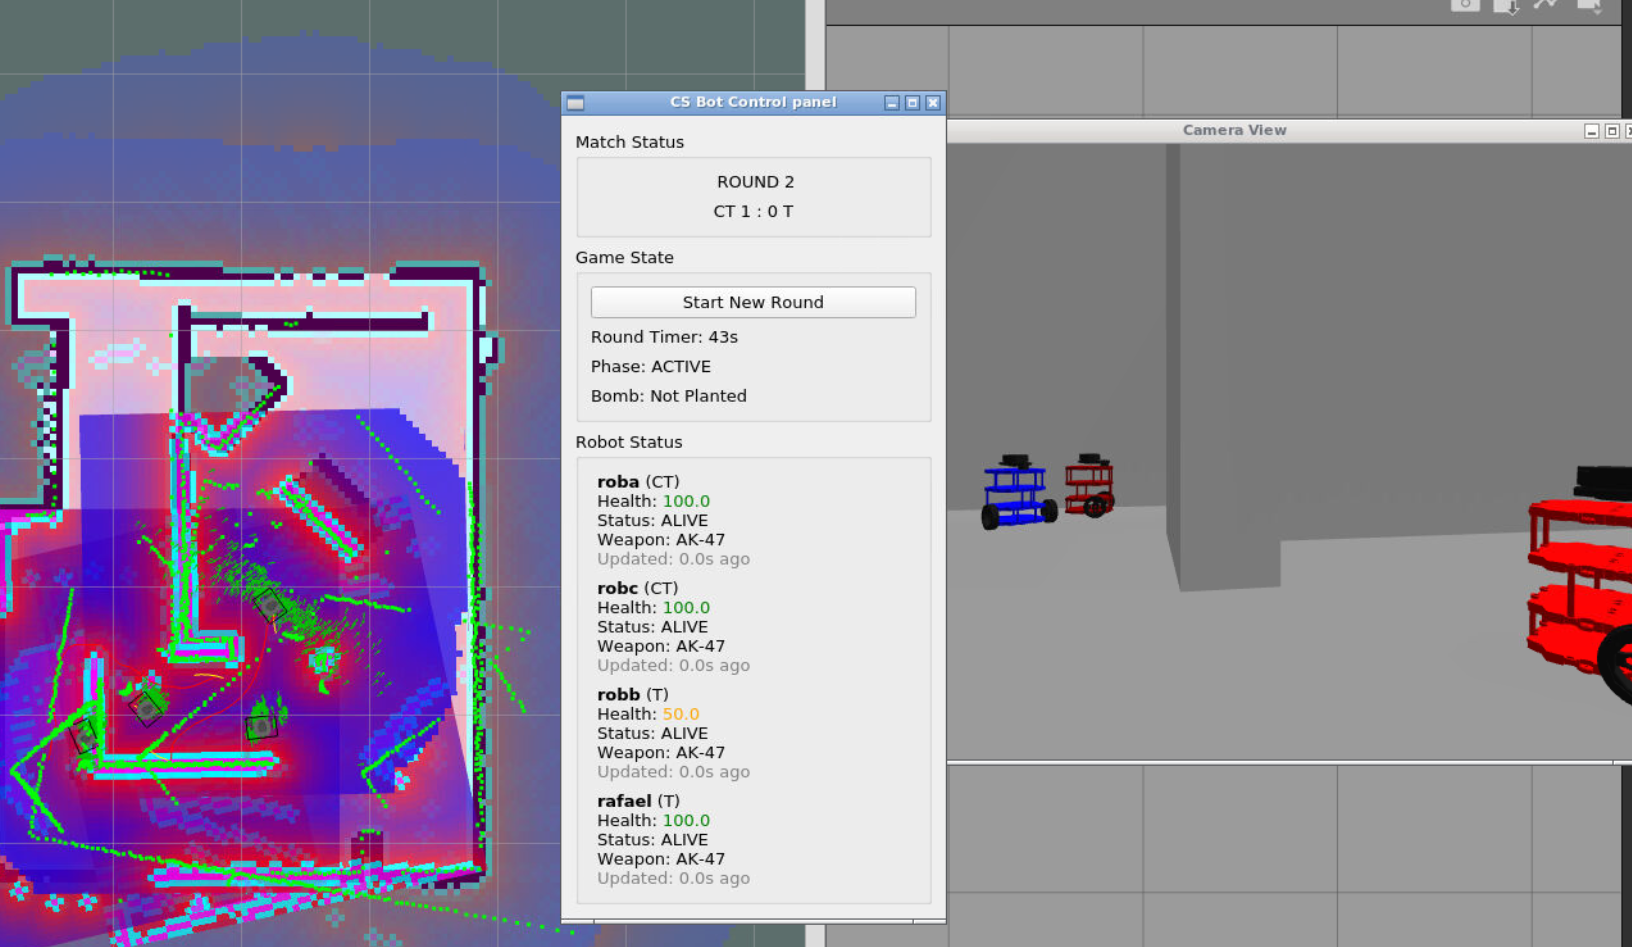 CS Bot Control panel
Match Status
ROUND 2
CT 1 : 0 T
Game State
Start New Round
Round Timer: 43s
Phase: ACTIVE
Bomb: Not Planted
Robot Status
roba (CT)
Health: 100.0
Status: ALIVE
Weapon: AK-47
Updated: 0.0s ago
robc (CT)
Health: 100.0
Status: ALIVE
Weapon: AK-47
Updated: 0.0s ago
robb (T)
Health: 50.0
Status: ALIVE
Weapon: AK-47
Updated: 0.0s ago
rafael (T)
Health: 100.0
Status: ALIVE
Weapon: AK-47
Updated: 0.0s ago
Camera View